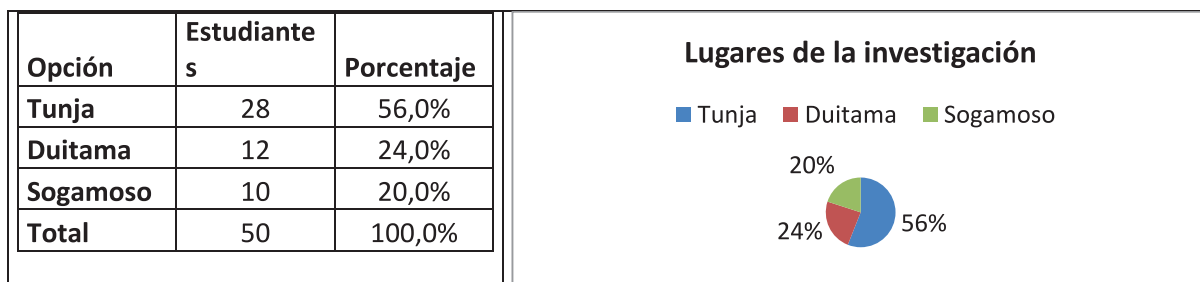 Opción Estudiante
s Porcentaje
Tunja 28 56,0%
Duitama 12 24,0%
Sogamoso 10 20,0%
Total 50 100,0%
Lugares de la investigación
Tunja Duitama Sogamoso
20%
24% 56%